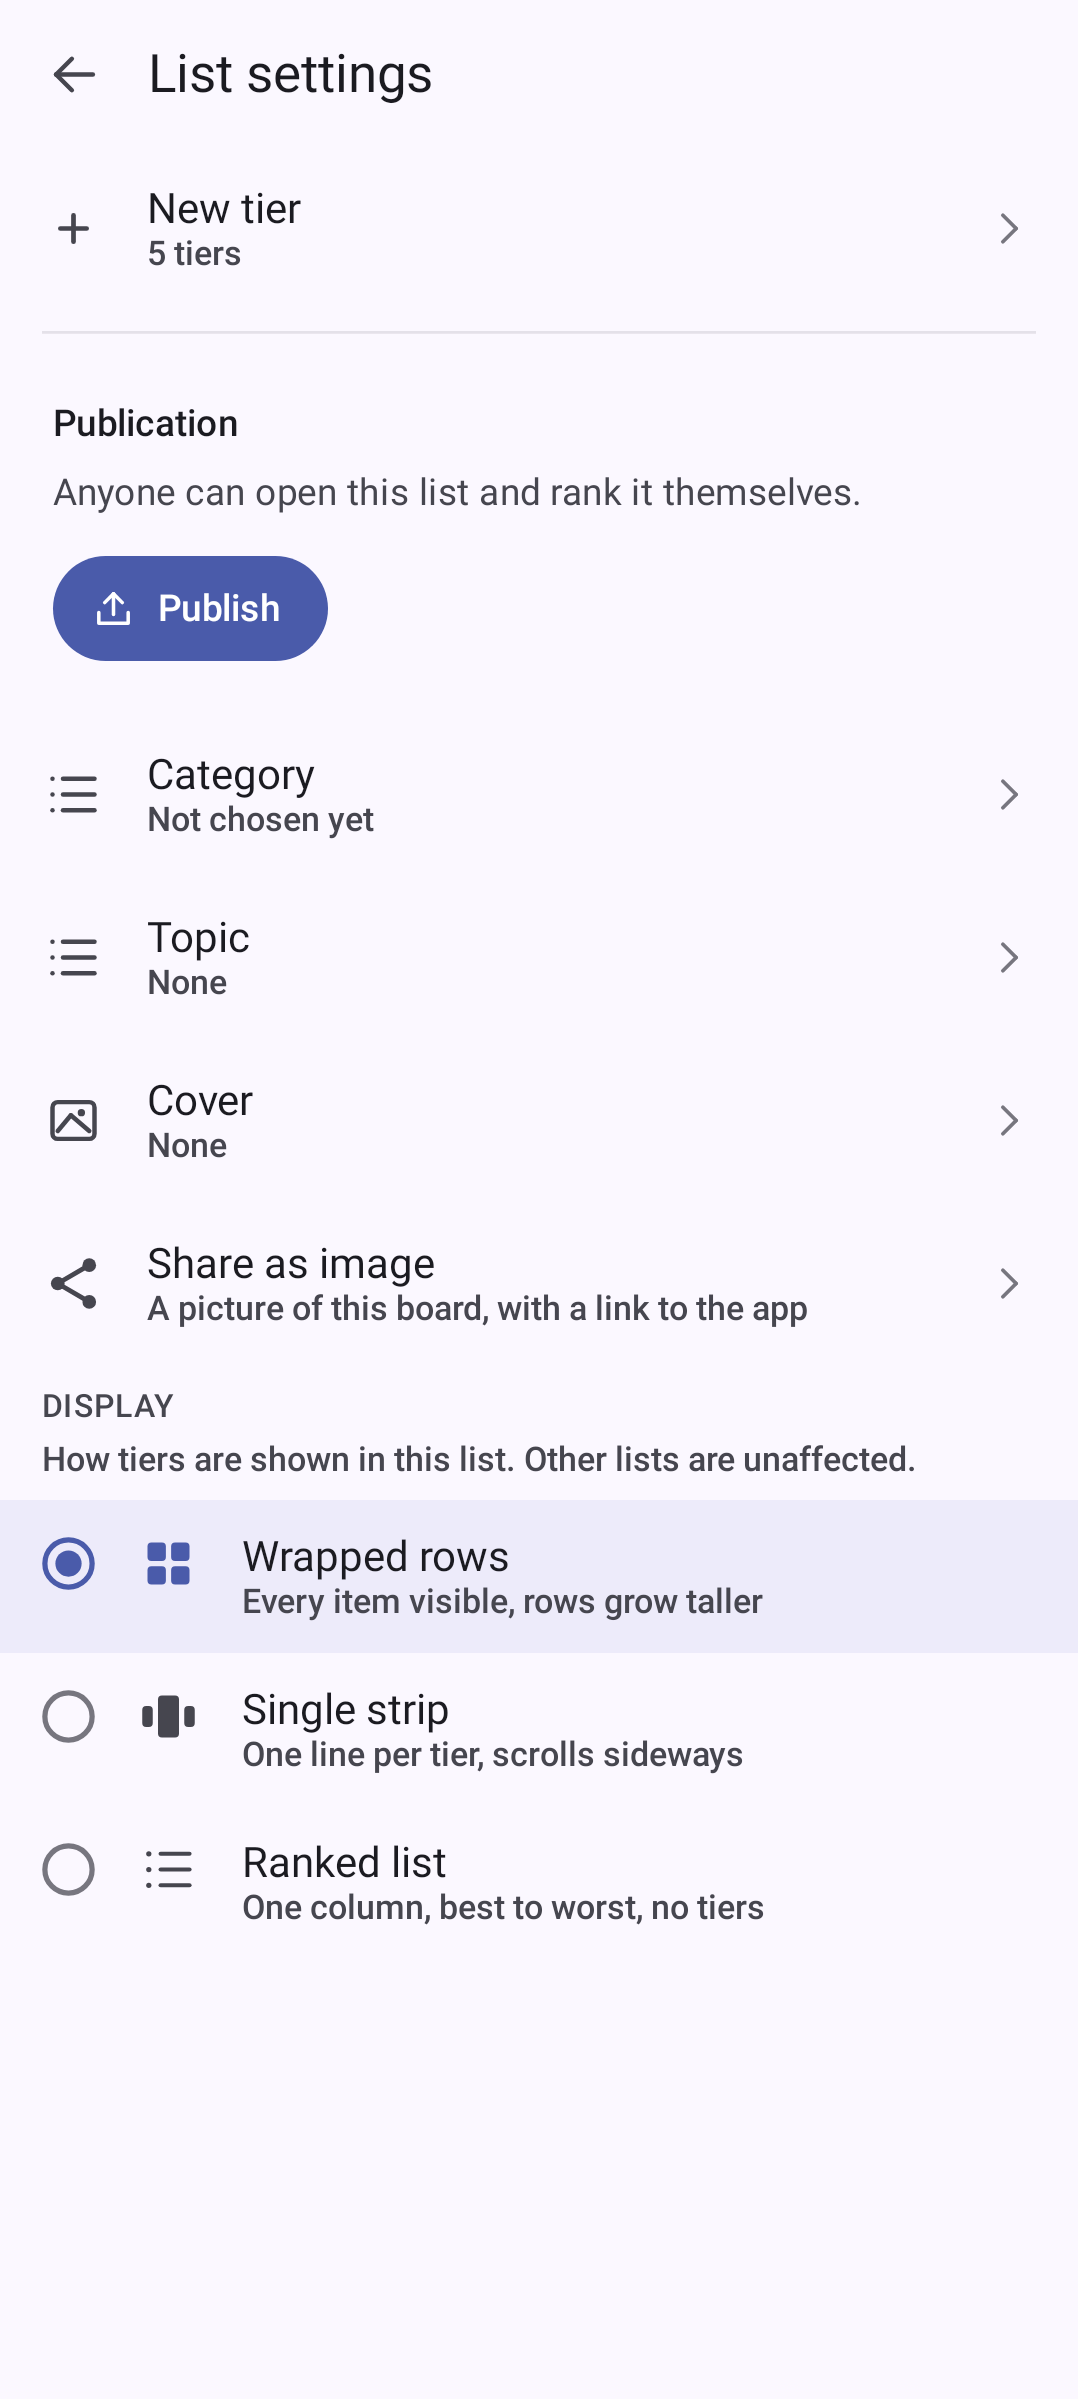 List settings
New tier
5 tiers
Publication
Anyone can open this list and rank it themselves.
Publish
Category
Not chosen yet
Topic
None
Cover
None
Share as image
A picture of this board, with a link to the app
DISPLAY
How tiers are shown in this list. Other lists are unaffected.
Wrapped rows
Every item visible, rows grow taller
Single strip
One line per tier, scrolls sideways
Ranked list
One column, best to worst, no tiers